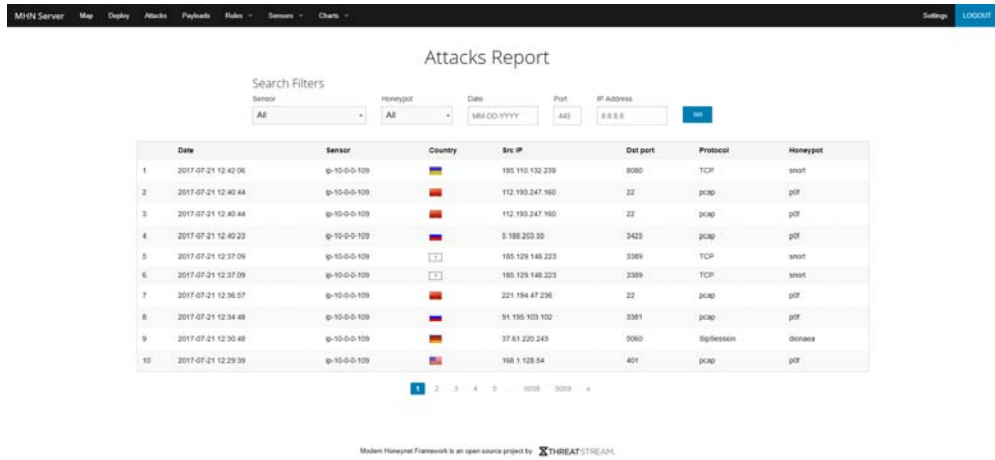 MHN Server Map Deploy Attacks Payloads Rules Sensors Charts Settings LOGOUT
Attacks Report
Search Filters
Sensor Honeypot Date Port IP Address
All All MM-DD-YYYY 445 8.8.8.8 GO
Date Sensor Country Src IP Dst port Protocol Honeypot
1 2017-07-21 12:42:06 ip-10-0-0-109 185.110.132.239 8080 TCP snort
2 2017-07-21 12:40:44 ip-10-0-0-109 112.193.247.160 22 pcap p0f
3 2017-07-21 12:40:44 ip-10-0-0-109 112.193.247.160 22 pcap p0f
4 2017-07-21 12:40:23 ip-10-0-0-109 5.188.203.55 3425 pcap p0f
5 2017-07-21 12:37:09 ip-10-0-0-109 185.129.148.223 3389 TCP snort
6 2017-07-21 12:37:09 ip-10-0-0-109 185.129.148.223 3389 TCP snort
7 2017-07-21 12:36:57 ip-10-0-0-109 221.194.47.236 22 pcap p0f
8 2017-07-21 12:34:48 ip-10-0-0-109 91.195.103.102 3381 pcap p0f
9 2017-07-21 12:30:48 ip-10-0-0-109 37.61.220.243 5060 SipSession dionaea
10 2017-07-21 12:29:39 ip-10-0-0-109 168.1.128.54 401 pcap p0f
1 2 3 4 5 … 5058 5059 »
Modern Honeynet Framework is an open source project by THREATSTREAM.